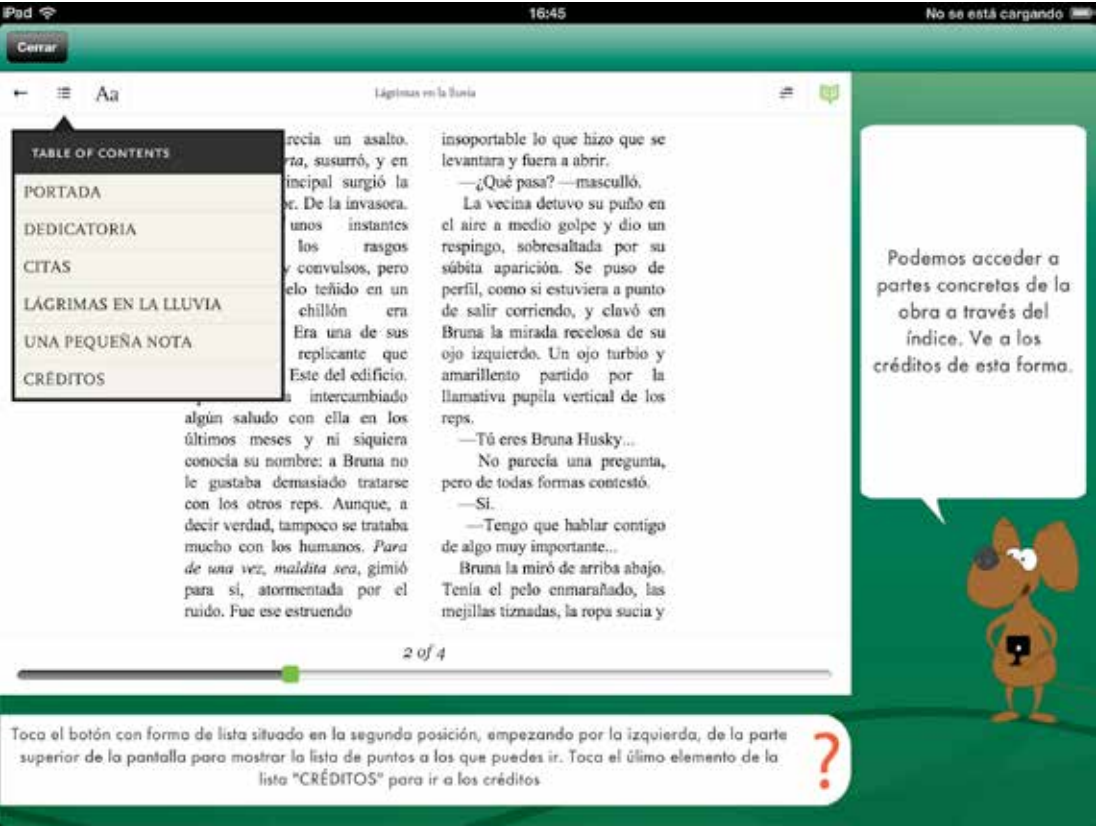 iPad 16:45 No se está cargando
Cerrar
Aa Lágrimas en la lluvia
TABLE OF CONTENTS
PORTADA
DEDICATORIA
CITAS
LÁGRIMAS EN LA LLUVIA
UNA PEQUEÑA NOTA
CRÉDITOS
recía un asalto.
rta, susurró, y en
incipal surgió la
r. De la invasora.
unos instantes
los rasgos
y convulsos, pero
elo teñido en un
chillón era
Era una de sus
replicante que
Este del edificio.
a intercambiado
algún saludo con ella en los
últimos meses y ni siquiera
conocía su nombre: a Bruna no
le gustaba demasiado tratarse
con los otros reps. Aunque, a
decir verdad, tampoco se trataba
mucho con los humanos. Para
de una vez, maldita sea, gimió
para sí, atormentada por el
ruido. Fue ese estruendo
insoportable lo que hizo que se
levantara y fuera a abrir.
—¿Qué pasa? —masculló.
La vecina detuvo su puño en
el aire a medio golpe y dio un
respingo, sobresaltada por su
súbita aparición. Se puso de
perfil, como si estuviera a punto
de salir corriendo, y clavó en
Bruna la mirada recelosa de su
ojo izquierdo. Un ojo turbio y
amarillento partido por la
llamativa pupila vertical de los
reps.
—Tú eres Bruna Husky...
No parecía una pregunta,
pero de todas formas contestó.
—Sí.
—Tengo que hablar contigo
de algo muy importante...
Bruna la miró de arriba abajo.
Tenía el pelo enmarañado, las
mejillas tiznadas, la ropa sucia y
2 of 4
Podemos acceder a
partes concretas de la
obra a través del
índice. Ve a los
créditos de esta forma.
Toca el botón con forma de lista situado en la segunda posición, empezando por la izquierda, de la parte
superior de la pantalla para mostrar la lista de puntos a los que puedes ir. Toca el úlimo elemento de la
lista "CRÉDITOS" para ir a los créditos
?